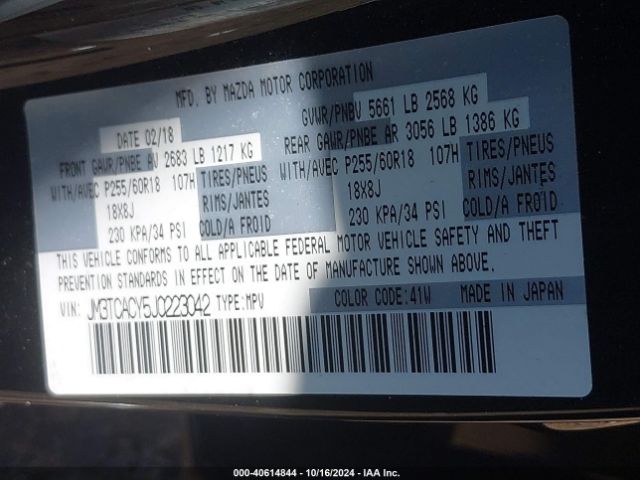 MFD. BY MAZDA MOTOR CORPORATION
DATE 02/18
GVWR/PNBV 5661 LB 2568 KG
FRONT GAWR/PNBE AV 2683 LB 1217 KG
REAR GAWR/PNBE AR 3056 LB 1386 KG
WITH/AVEC P255/60R18 107H TIRES/PNEUS
WITH/AVEC P255/60R18 107H TIRES/PNEUS
18X8J RIMS/JANTES
18X8J RIMS/JANTES
230 KPA/34 PSI COLD/A FROID
230 KPA/34 PSI COLD/A FROID
THIS VEHICLE CONFORMS TO ALL APPLICABLE FEDERAL MOTOR VEHICLE SAFETY AND THEFT
PREVENTION STANDARDS IN EFFECT ON THE DATE OF MANUFACTURE SHOWN ABOVE.
VIN: JM3TCACY5J0223042 TYPE:MPV
COLOR CODE:41W MADE IN JAPAN
000-40614844 - 10/16/2024 - IAA Inc.